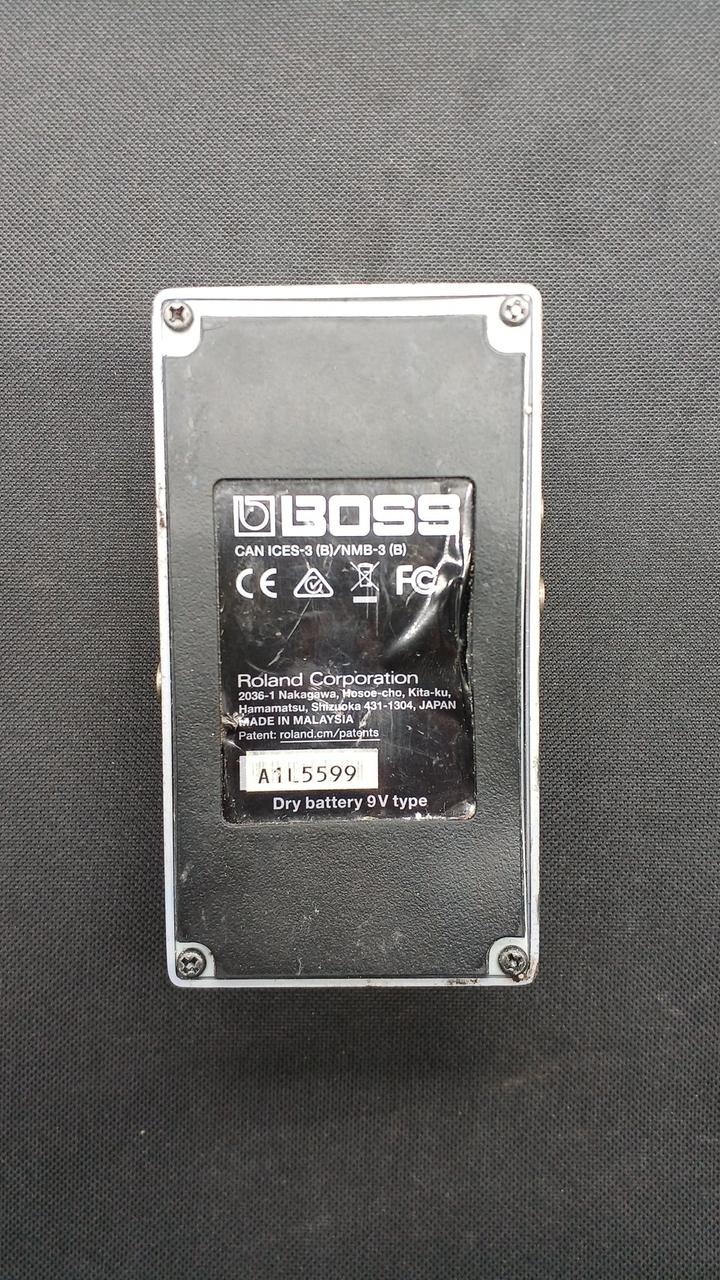 BOSS
CAN ICES-3 (B)/NMB-3 (B)
CE FC
Roland Corporation
2036-1 Nakagawa, Hosoe-cho, Kita-ku,
Hamamatsu, Shizuoka 431-1304, JAPAN
MADE IN MALAYSIA
Patent: roland.cm/patents
A1L5599
Dry battery 9V type